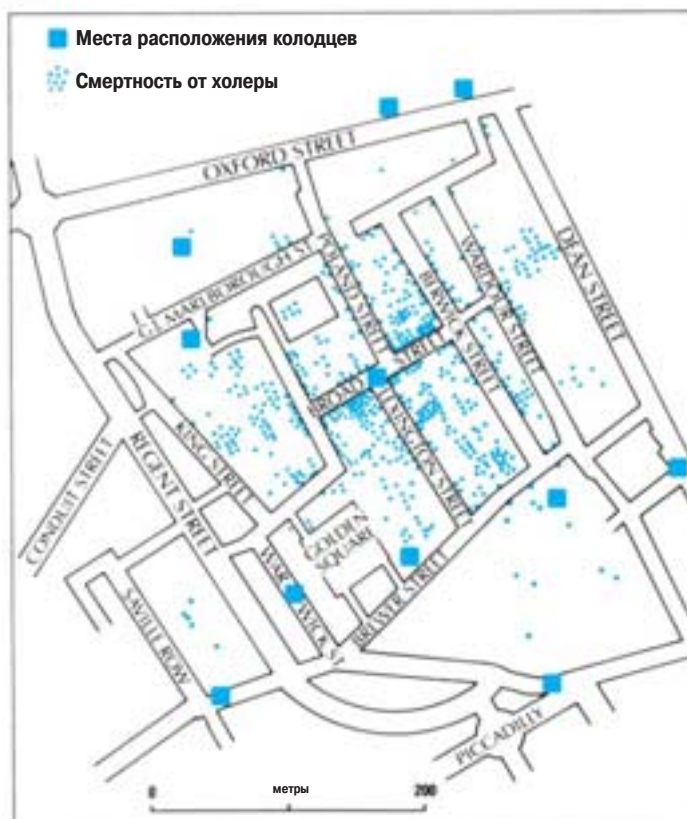 Места расположения колодцев
Смертность от холеры
OXFORD STREET
GT. MARLBOROUGH ST.
POLAND STREET
BERWICK STREET
WARDOUR STREET
DEAN STREET
BROAD STREET
LEXINGTON STREET
KING STREET
REGENT STREET
CONDUIT STREET
GOLDEN
SQUARE
WARWICK ST.
BREWER STREET
SAVILLE ROW
PICCADILLY
0 метры 200